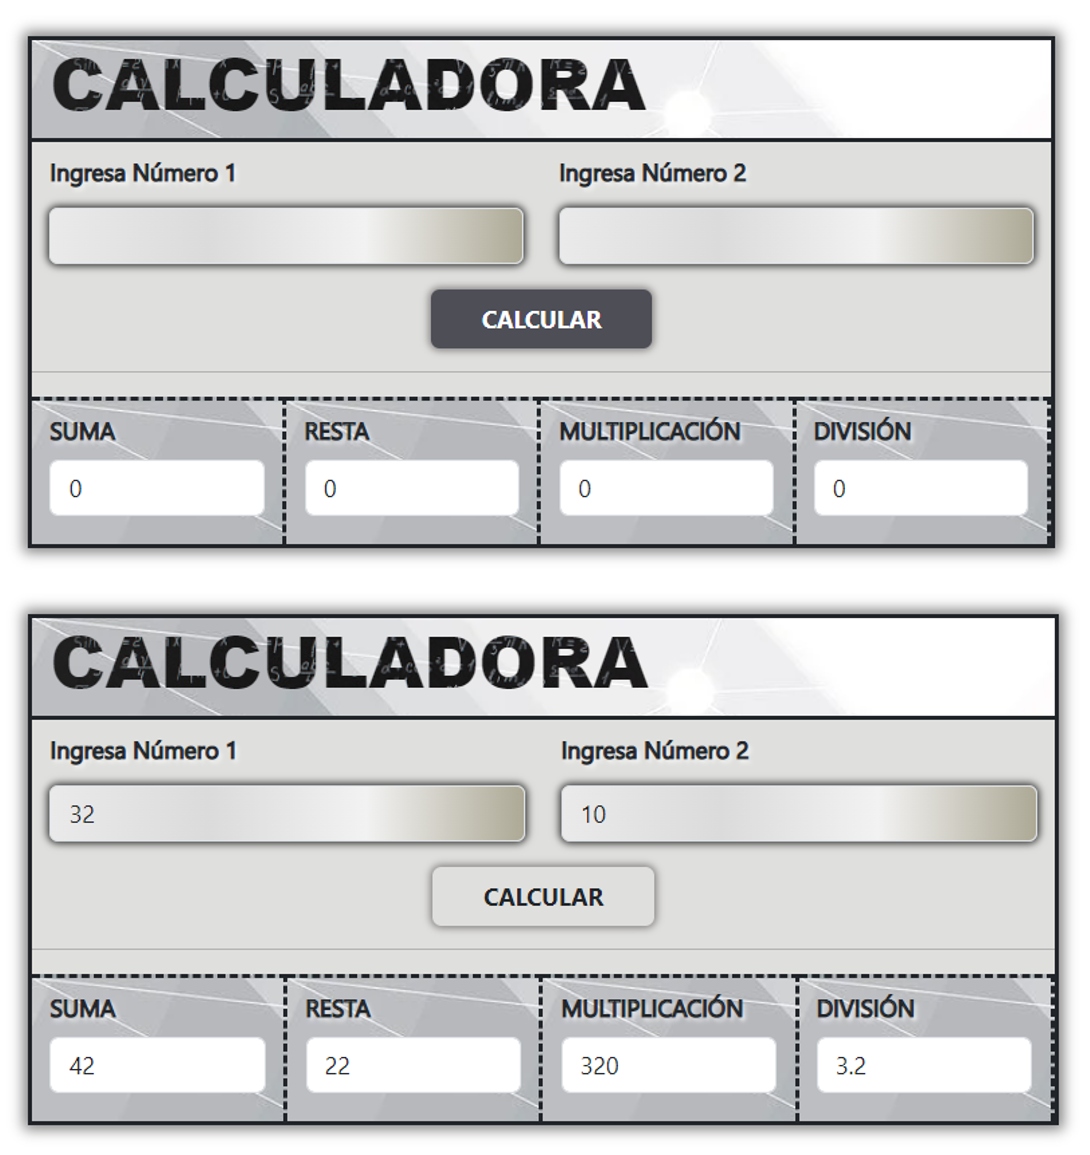 CALCULADORA
Ingresa Número 1 Ingresa Número 2
CALCULAR
SUMA RESTA MULTIPLICACIÓN DIVISIÓN
0 0 0 0
CALCULADORA
Ingresa Número 1 Ingresa Número 2
32 10
CALCULAR
SUMA RESTA MULTIPLICACIÓN DIVISIÓN
42 22 320 3.2